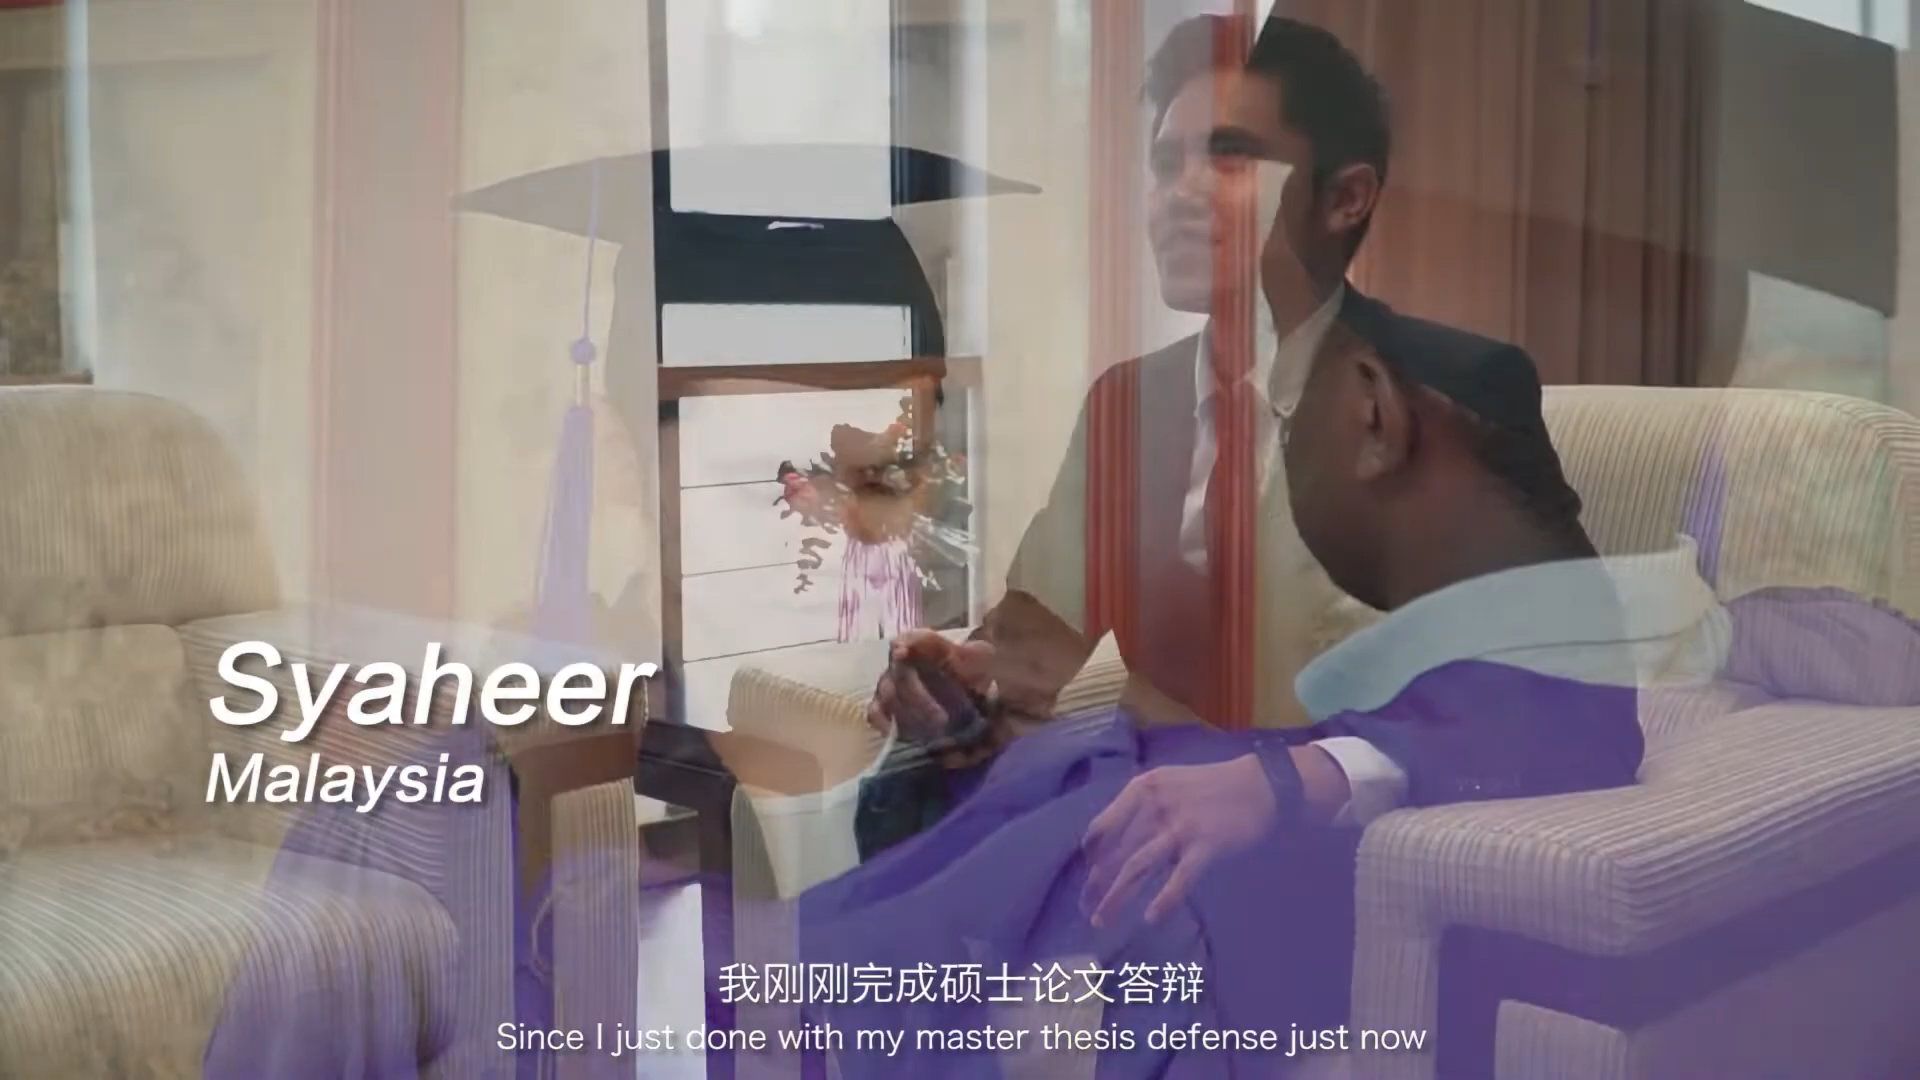 Syaheer
Malaysia
我刚刚完成硕士论文答辩
Since I just done with my master thesis defense just now